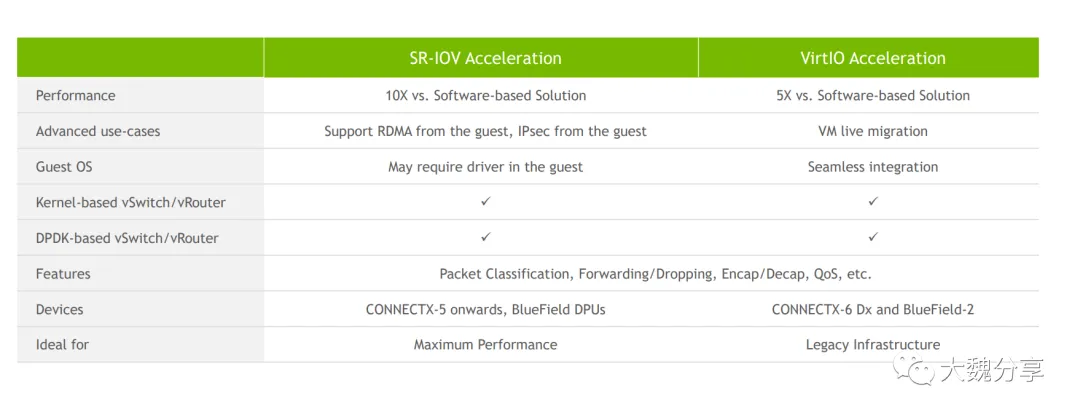 SR-IOV Acceleration VirtIO Acceleration
Performance 10X vs. Software-based Solution 5X vs. Software-based Solution
Advanced use-cases Support RDMA from the guest, IPsec from the guest VM live migration
Guest OS May require driver in the guest Seamless integration
Kernel-based vSwitch/vRouter ✓ ✓
DPDK-based vSwitch/vRouter ✓ ✓
Features Packet Classification, Forwarding/Dropping, Encap/Decap, QoS, etc.
Devices CONNECTX-5 onwards, BlueField DPUs CONNECTX-6 Dx and BlueField-2
Ideal for Maximum Performance Legacy Infrastructure
大魏分享